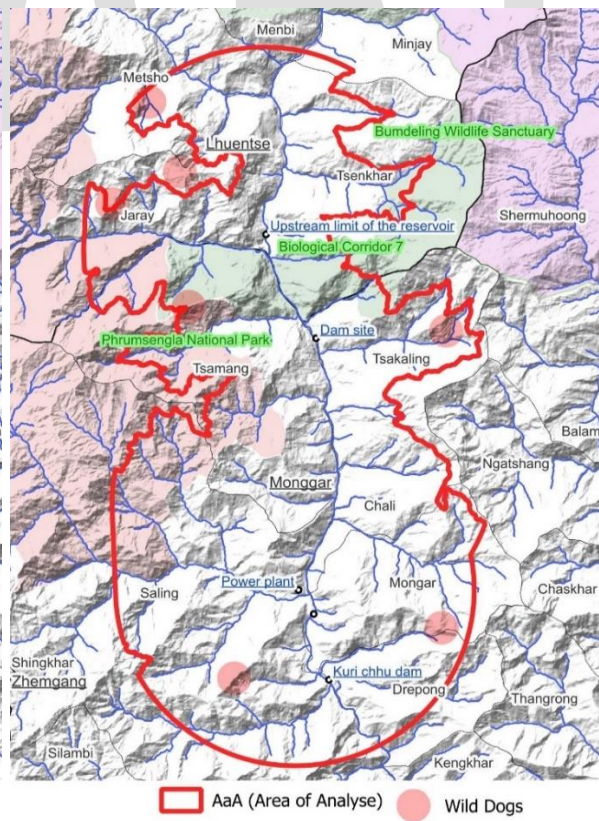 Menbi
Minjay
Metsho
Bumdeling Wildlife Sanctuary
Lhuentse
Tsenkhar
Jaray
Shermuhoong
Upstream limit of the reservoir
Biological Corridor 7
Dam site
Phrumsengla National Park
Tsakaling
Tsamang
Balam
Ngatshang
Monggar
Chali
Power plant
Mongar
Saling
Chaskhar
Shingkhar
Kuri chhu dam
Zhemgang
Drepong
Thangrong
Silambi
Kengkhar
AaA (Area of Analyse)
Wild Dogs